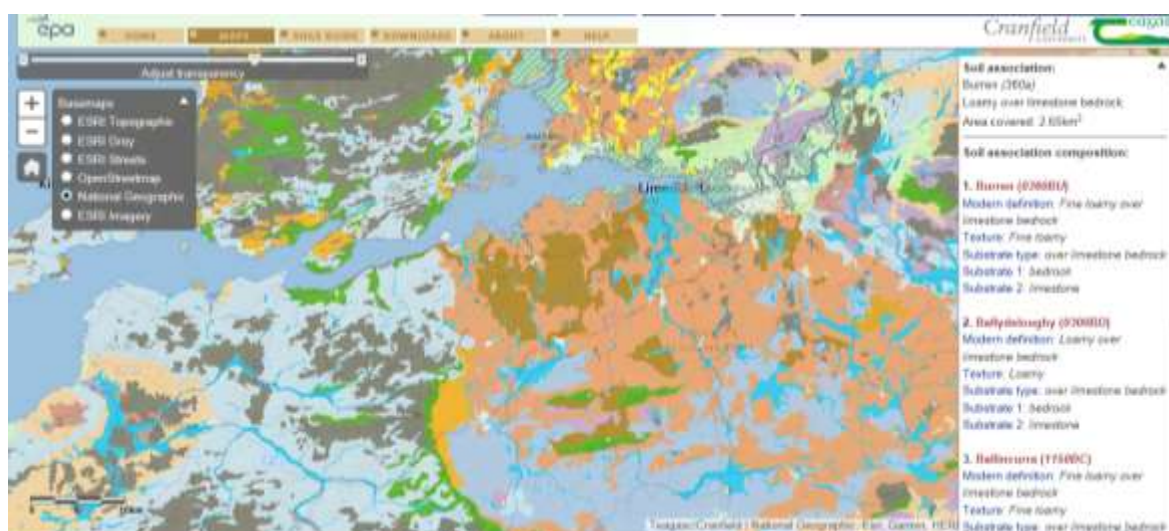 epa
HOME
MAPS
SOILS GUIDE
DOWNLOADS
ABOUT
HELP
Cranfield
UNIVERSITY
Adjust transparency
+
−
Basemaps
ESRI Topographic
ESRI Gray
ESRI Streets
OpenStreetmap
National Geographic
ESRI Imagery
Soil association:
Burren (360a)
Loamy over limestone bedrock
Area covered: 2.65km²
Soil association composition:
1. Burren (0360BU)
Modern definition: Fine loamy over
limestone bedrock
Texture: Fine loamy
Substrate type: over limestone bedrock
Substrate 1: bedrock
Substrate 2: limestone
2. Ballydeloughy
Modern definition: Loamy over
limestone bedrock
Texture: Loamy
Substrate type: over limestone bedrock
Substrate 1: bedrock
Substrate 2: limestone
3. Ballincurra (1150BC)
Modern definition: Fine loamy over
limestone bedrock
Texture: Fine loamy
Substrate type: over limestone bedrock
Teagasc/Cranfield | National Geographic, Esri, Garmin, HERE